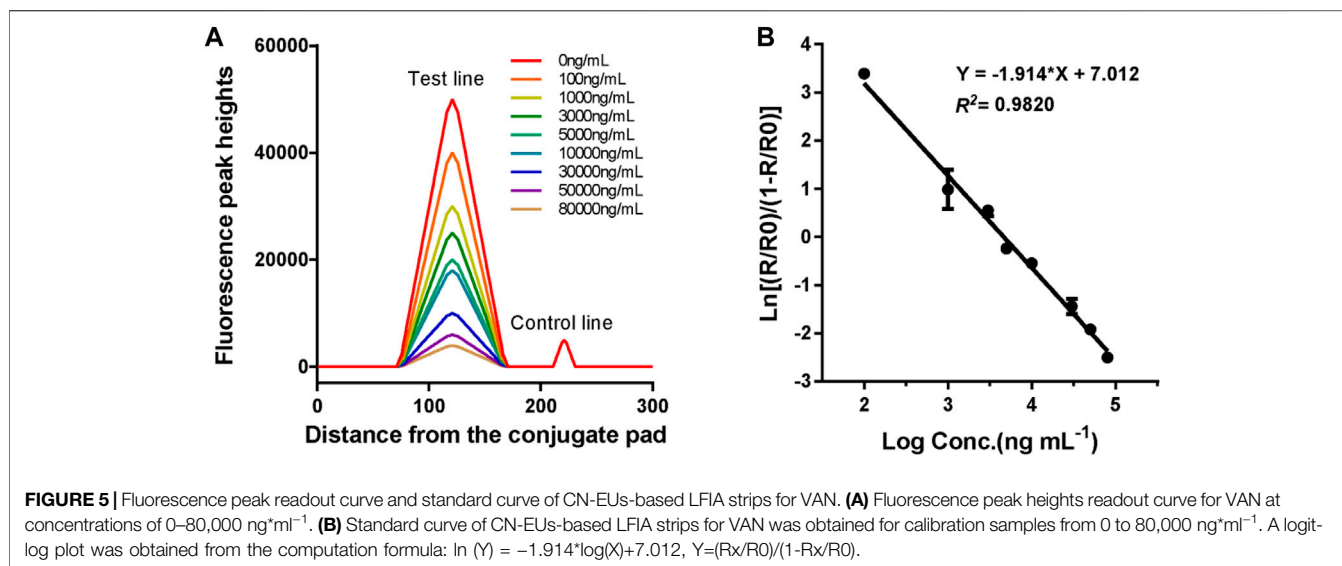 A
Fluorescence peak heights
60000
40000
20000
0
0
100
200
300
Distance from the conjugate pad
Test line
Control line
0ng/mL
100ng/mL
1000ng/mL
3000ng/mL
5000ng/mL
10000ng/mL
30000ng/mL
50000ng/mL
80000ng/mL
B
Ln[(R/R0)/(1-R/R0)]
4
3
2
1
0
-1
-2
-3
2
3
4
5
Log Conc.(ng mL⁻¹)
Y = -1.914*X + 7.012
R²= 0.9820
FIGURE 5 | Fluorescence peak readout curve and standard curve of CN-EUs-based LFIA strips for VAN. (A) Fluorescence peak heights readout curve for VAN at
concentrations of 0–80,000 ng*ml⁻¹. (B) Standard curve of CN-EUs-based LFIA strips for VAN was obtained for calibration samples from 0 to 80,000 ng*ml⁻¹. A logit-
log plot was obtained from the computation formula: ln (Y) = −1.914*log(X)+7.012, Y=(Rx/R0)/(1-Rx/R0).